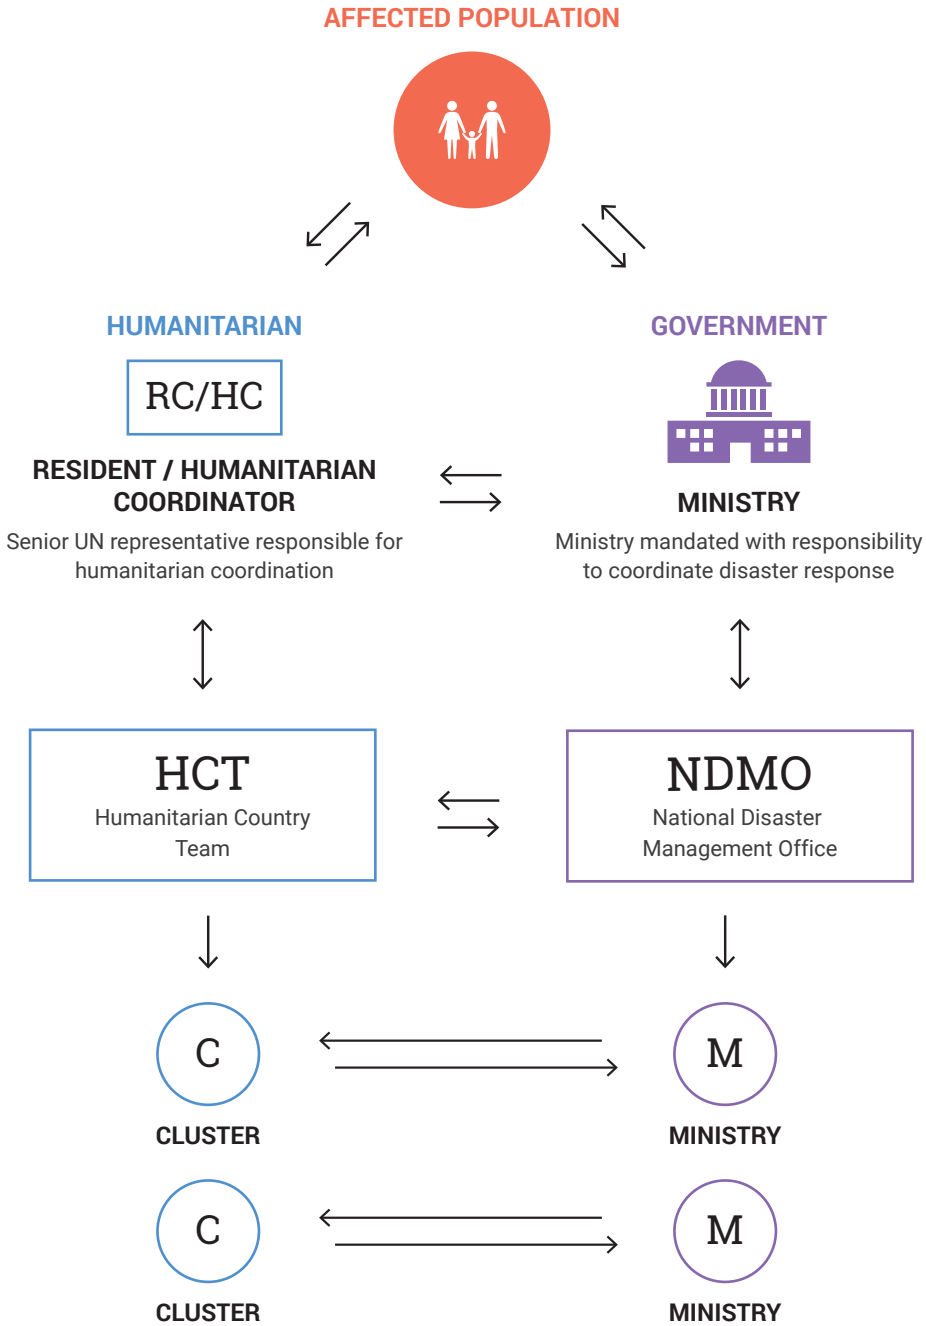 AFFECTED POPULATION
HUMANITARIAN
RC/HC
RESIDENT / HUMANITARIAN
COORDINATOR
Senior UN representative responsible for
humanitarian coordination
GOVERNMENT
MINISTRY
Ministry mandated with responsibility
to coordinate disaster response
HCT
Humanitarian Country
Team
NDMO
National Disaster
Management Office
C
CLUSTER
M
MINISTRY
C
CLUSTER
M
MINISTRY